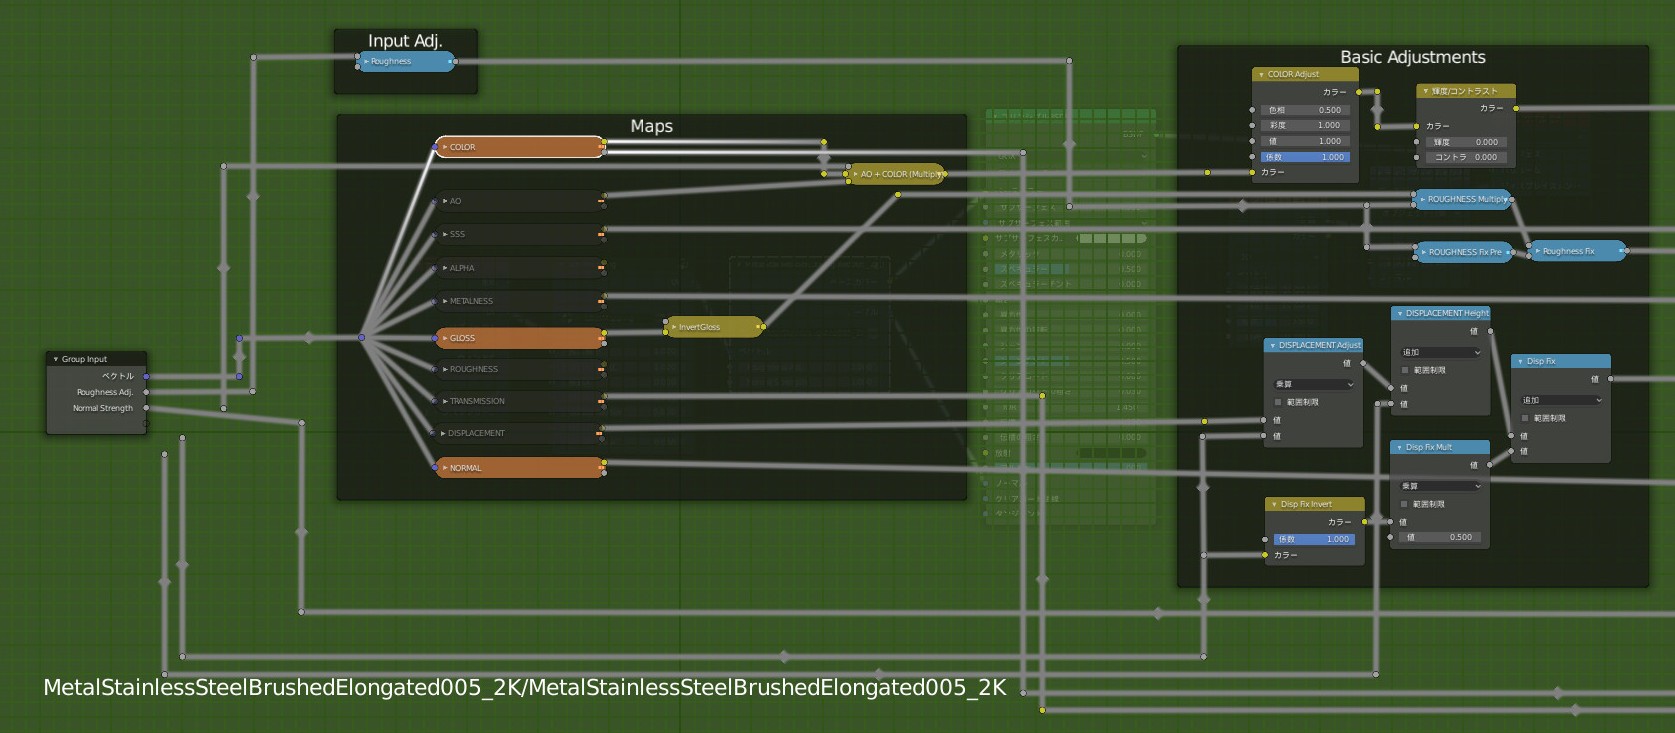 Input Adj.
Roughness
Maps
COLOR
AO
SSS
ALPHA
METALNESS
GLOSS
ROUGHNESS
TRANSMISSION
DISPLACEMENT
NORMAL
AO + COLOR (Multiply
InvertGloss
Group Input
ベクトル
Roughness Adj.
Normal Strength
Basic Adjustments
COLOR Adjust
カラー
色相 0.500
彩度 1.000
値 1.000
係数 1.000
カラー
輝度/コントラスト
カラー
カラー
輝度 0.000
コントラ 0.000
ROUGHNESS Multiply
ROUGHNESS Fix Pre
Roughness Fix
DISPLACEMENT Adjust
値
乗算
範囲制限
値
値
DISPLACEMENT Height
値
追加
範囲制限
値
値
Disp Fix
値
追加
範囲制限
値
値
Disp Fix Mult
値
乗算
範囲制限
値
値 0.500
Disp Fix Invert
カラー
係数 1.000
カラー
MetalStainlessSteelBrushedElongated005_2K/MetalStainlessSteelBrushedElongated005_2K